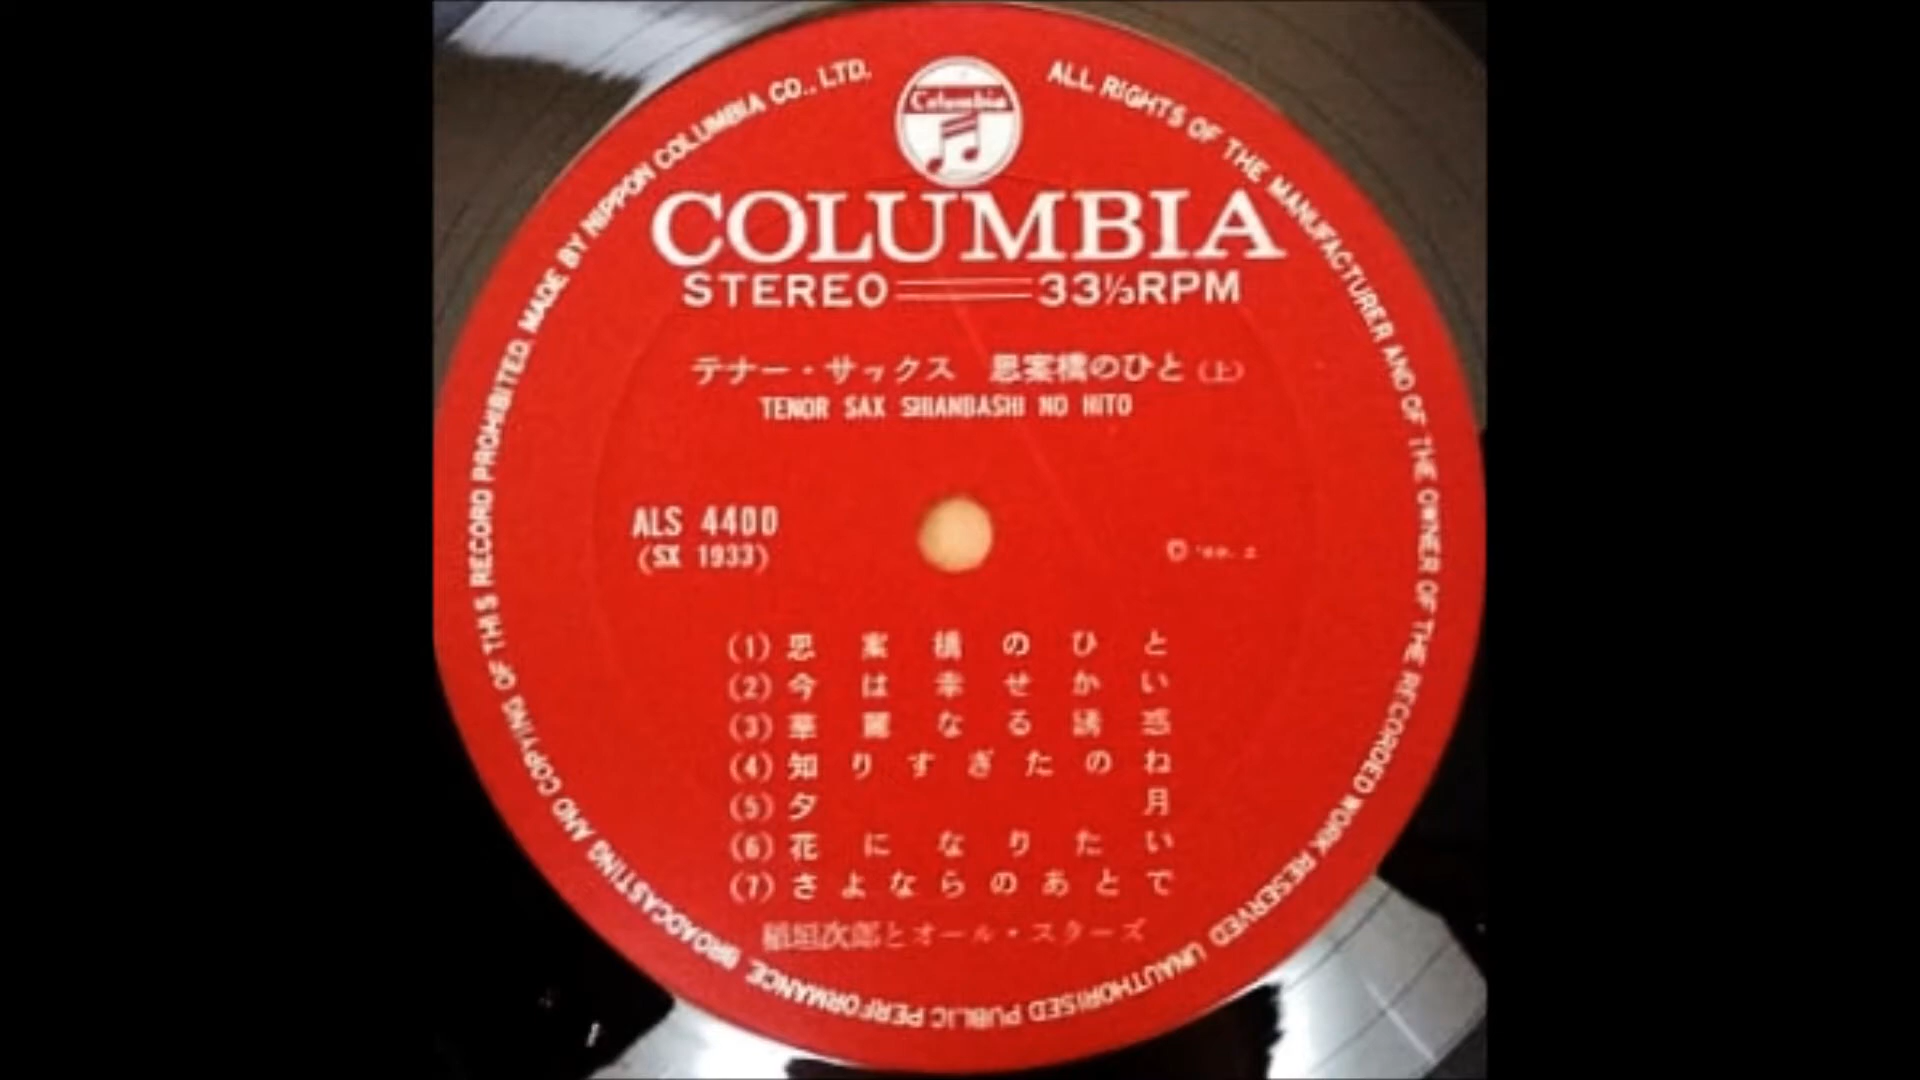 MADE BY NIPPON COLUMBIA CO., LTD.
ALL RIGHTS OF THE MANUFACTURER AND OF THE OWNER OF THE RECORDED WORK RESERVED UNAUTHORISED PUBLIC PERFORMANCE BROADCASTING AND COPYING OF THIS RECORD PROHIBITED.
Columbia
COLUMBIA
STEREO 33⅓RPM
テナー・サックス 思案橋のひと (上)
TENOR SAX SHIANBASHI NO HITO
ALS 4400
(SX 1933)
(1) 思案橋のひと
(2) 今は幸せかい
(3) 華麗なる誘惑
(4) 知りすぎたのね
(5) 夕月
(6) 花になりたい
(7) さよならのあとで
稲垣次郎とオール・スターズ